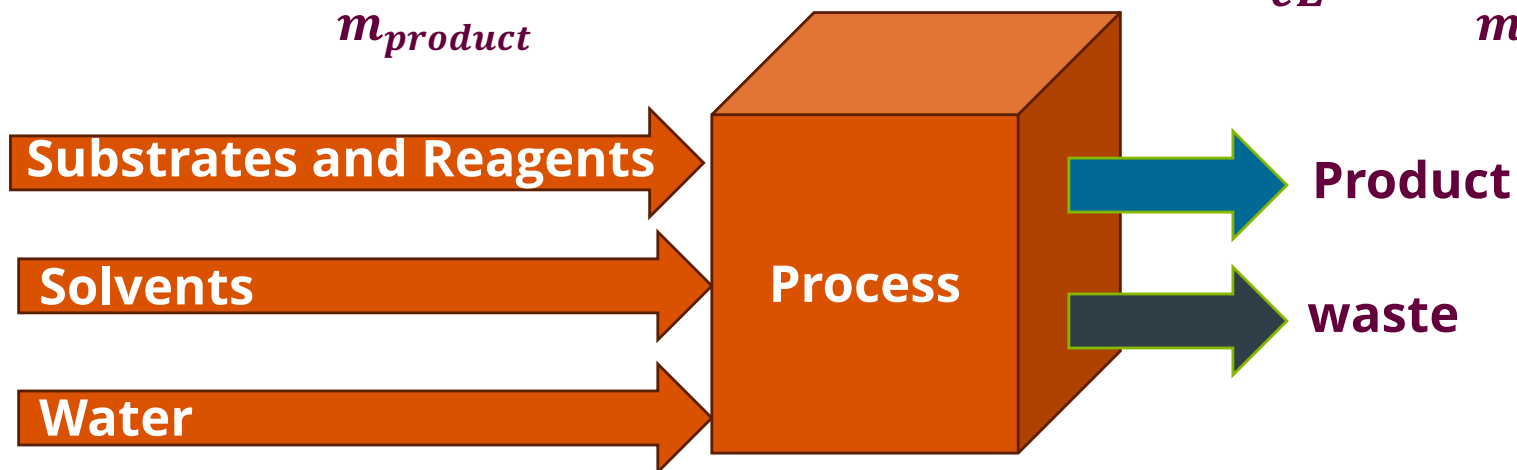 m_product
m
Substrates and Reagents
Product
Solvents
Process
waste
Water